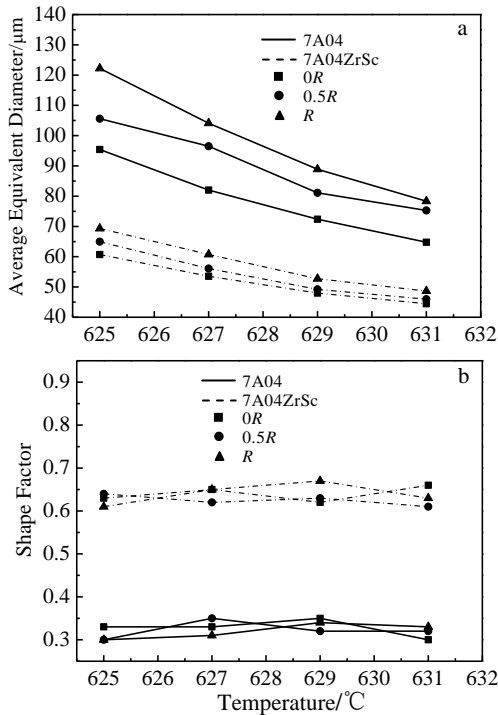 a
7A04
7A04ZrSc
0R
0.5R
R
140
130
120
110
100
90
80
70
60
50
40
Average Equivalent Diameter/μm
625 626 627 628 629 630 631 632
b
7A04
7A04ZrSc
0R
0.5R
R
0.9
0.8
0.7
0.6
0.5
0.4
0.3
Shape Factor
625 626 627 628 629 630 631 632
Temperature/℃